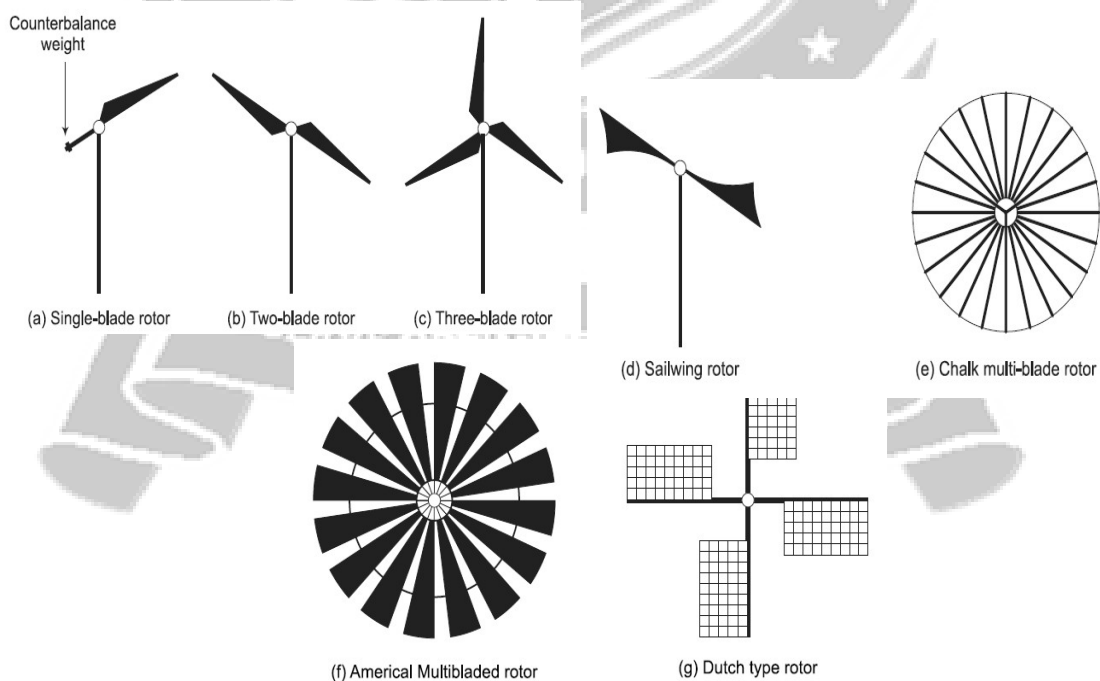 Counterbalance
weight
(a) Single-blade rotor
(b) Two-blade rotor
(c) Three-blade rotor
(d) Sailwing rotor
(e) Chalk multi-blade rotor
(f) Americal Multibladed rotor
(g) Dutch type rotor